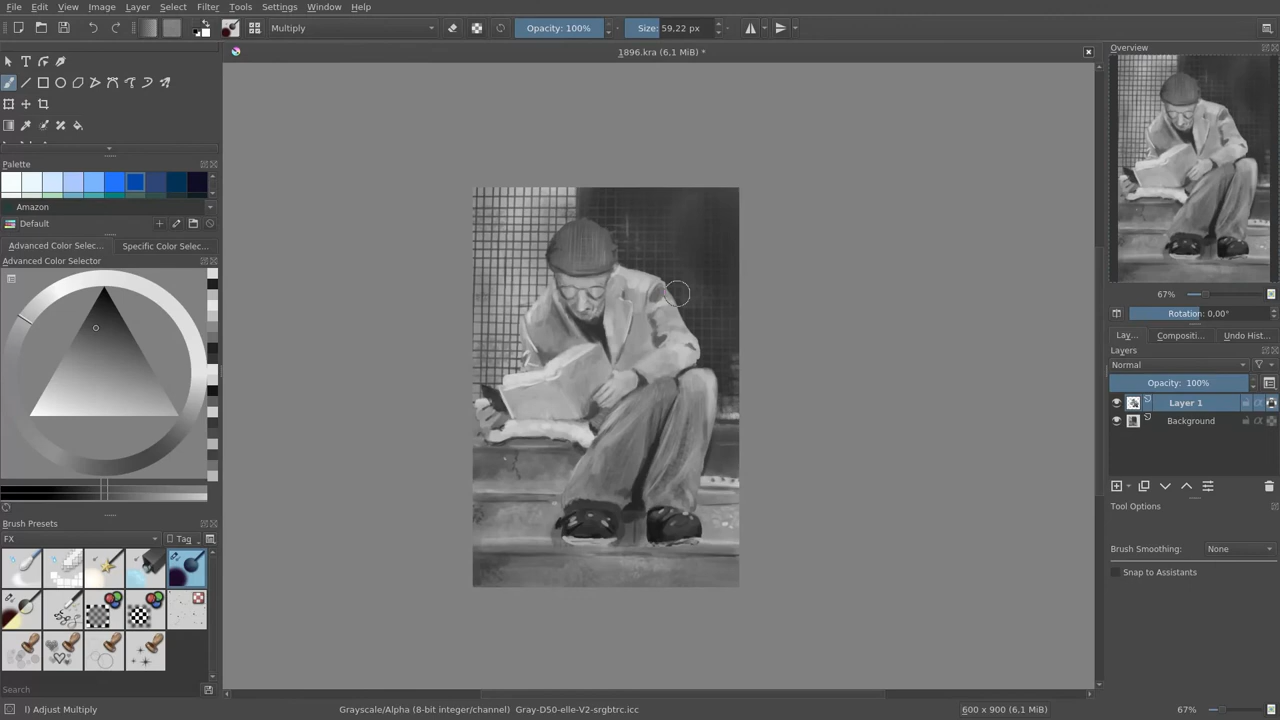 File Edit View Image Layer Select Filter Tools Settings Window Help
Multiply Opacity: 100% Size: 59,22 px
1896.kra (6,1 MiB) *
Overview
67%
Rotation: 0,00°
Palette
Amazon
Default
Advanced Color Selec... Specific Color Selec...
Advanced Color Selector
Lay... Compositi... Undo Hist...
Layers
Normal
Opacity: 100%
Layer 1
Background
Tool Options
Brush Smoothing: None
Snap to Assistants
Brush Presets
FX Tag
Search
I) Adjust Multiply Grayscale/Alpha (8-bit integer/channel) Gray-D50-elle-V2-srgbtrc.icc 600 x 900 (6,1 MiB) 67%